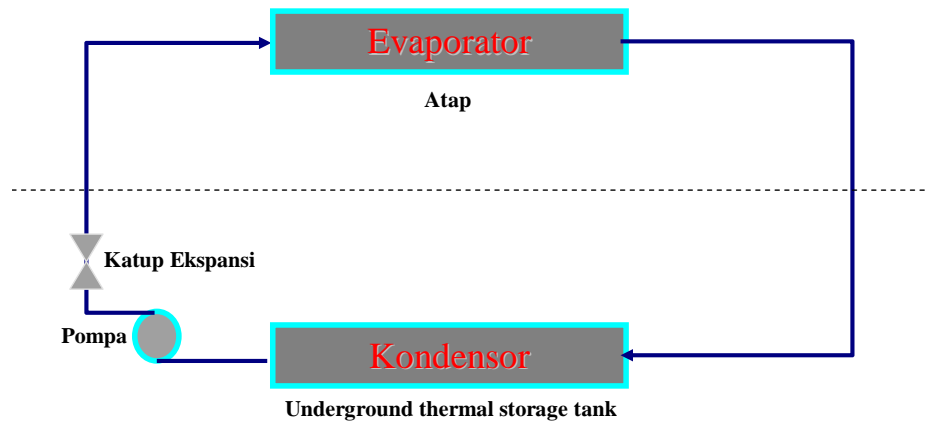 Evaporator
Atap
Katup Ekspansi
Pompa
Kondensor
Underground thermal storage tank